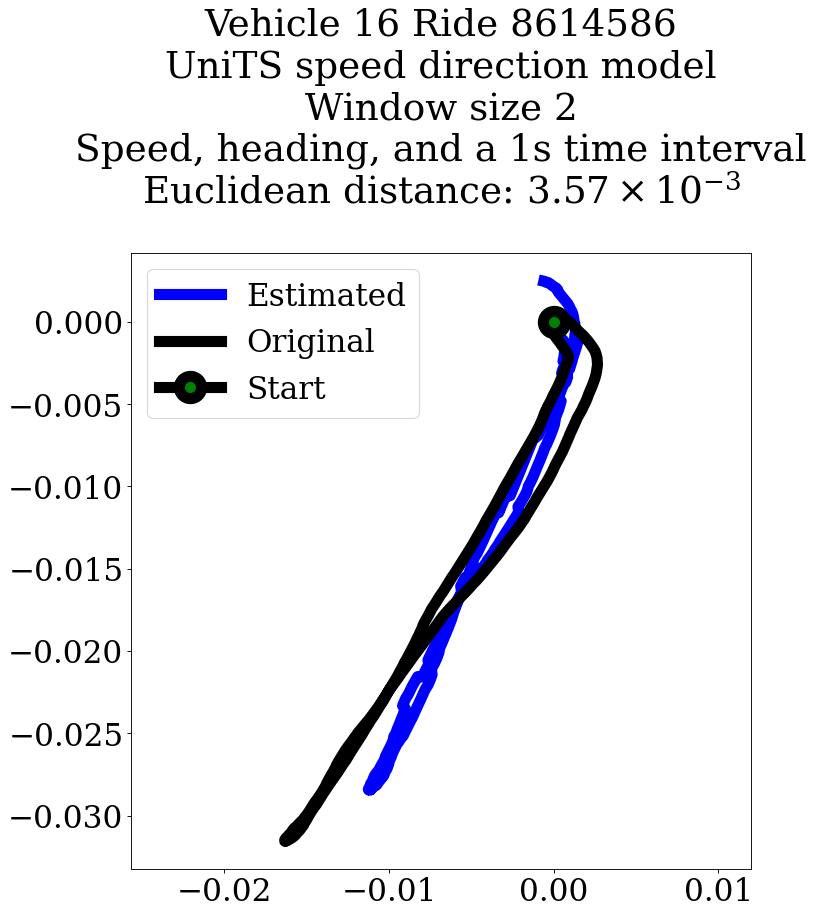 Vehicle 16 Ride 8614586
UniTS speed direction model
Window size 2
Speed, heading, and a 1s time interval
Euclidean distance: 3.57 × 10⁻³
Estimated
Original
Start
0.000
−0.005
−0.010
−0.015
−0.020
−0.025
−0.030
−0.02 −0.01 0.00 0.01